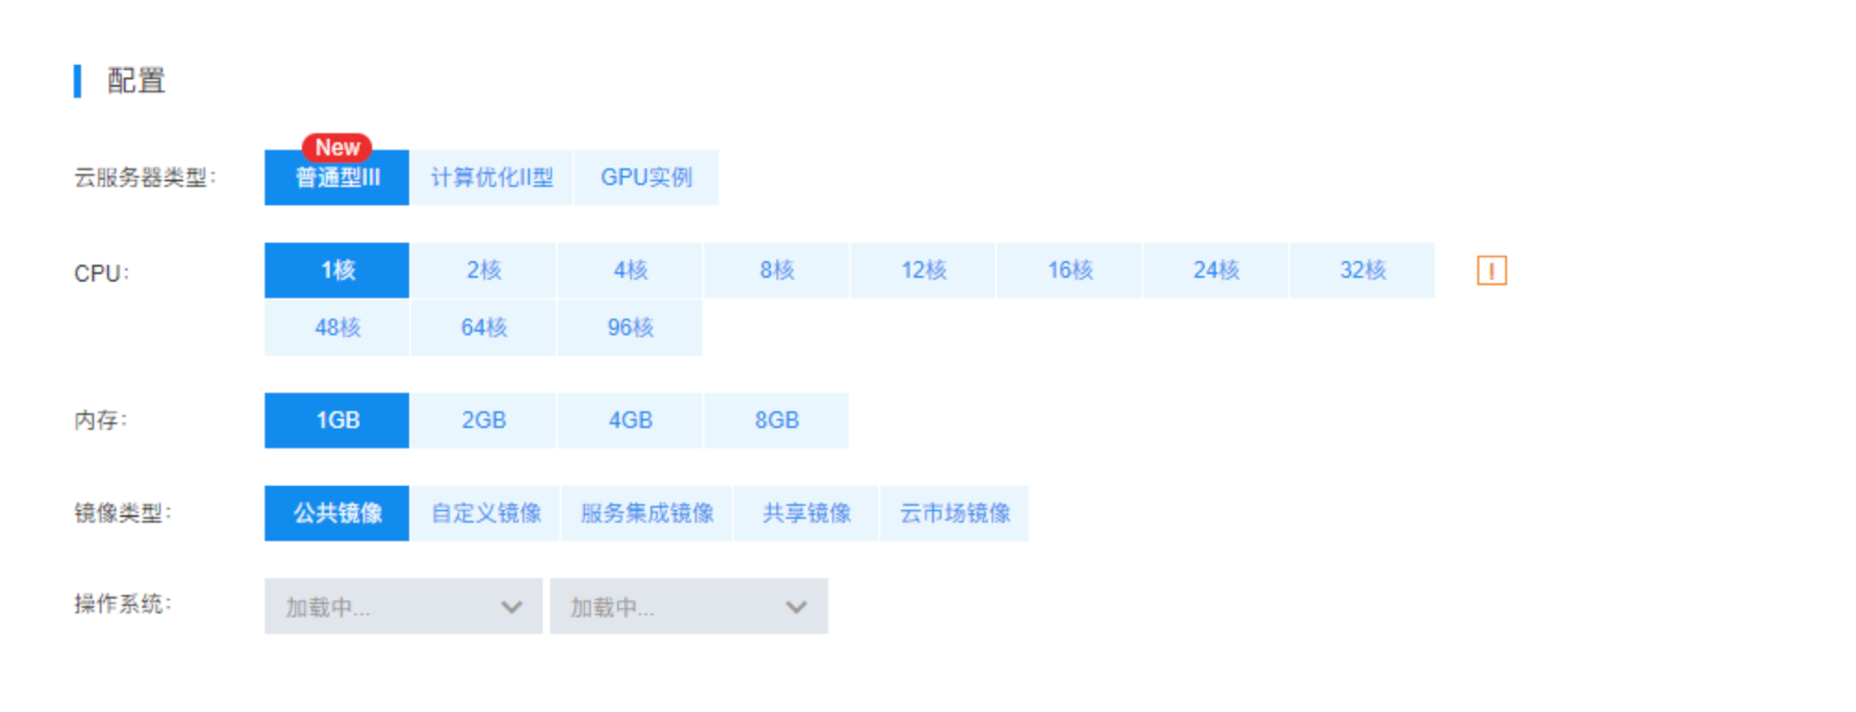 配置
New
云服务器类型： 普通型III 计算优化II型 GPU实例
CPU： 1核 2核 4核 8核 12核 16核 24核 32核 !
48核 64核 96核
内存： 1GB 2GB 4GB 8GB
镜像类型： 公共镜像 自定义镜像 服务集成镜像 共享镜像 云市场镜像
操作系统： 加载中... 加载中...